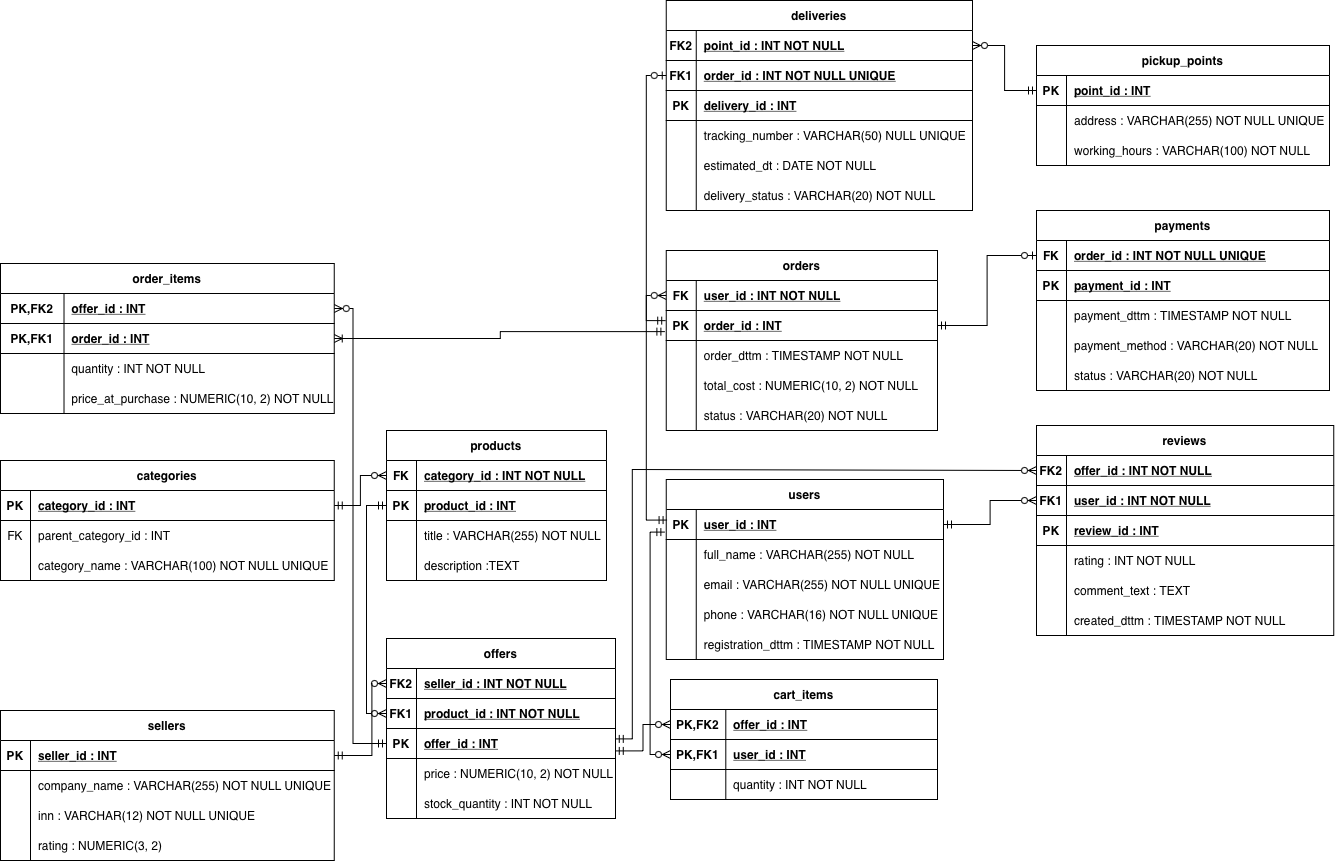 deliveries
FK2 point_id : INT NOT NULL
FK1 order_id : INT NOT NULL UNIQUE
PK delivery_id : INT
tracking_number : VARCHAR(50) NULL UNIQUE
estimated_dt : DATE NOT NULL
delivery_status : VARCHAR(20) NOT NULL
pickup_points
PK point_id : INT
address : VARCHAR(255) NOT NULL UNIQUE
working_hours : VARCHAR(100) NOT NULL
payments
FK order_id : INT NOT NULL UNIQUE
PK payment_id : INT
payment_dttm : TIMESTAMP NOT NULL
payment_method : VARCHAR(20) NOT NULL
status : VARCHAR(20) NOT NULL
orders
FK user_id : INT NOT NULL
PK order_id : INT
order_dttm : TIMESTAMP NOT NULL
total_cost : NUMERIC(10, 2) NOT NULL
status : VARCHAR(20) NOT NULL
order_items
PK,FK2 offer_id : INT
PK,FK1 order_id : INT
quantity : INT NOT NULL
price_at_purchase : NUMERIC(10, 2) NOT NULL
products
FK category_id : INT NOT NULL
PK product_id : INT
title : VARCHAR(255) NOT NULL
description :TEXT
categories
PK category_id : INT
FK parent_category_id : INT
category_name : VARCHAR(100) NOT NULL UNIQUE
reviews
FK2 offer_id : INT NOT NULL
FK1 user_id : INT NOT NULL
PK review_id : INT
rating : INT NOT NULL
comment_text : TEXT
created_dttm : TIMESTAMP NOT NULL
users
PK user_id : INT
full_name : VARCHAR(255) NOT NULL
email : VARCHAR(255) NOT NULL UNIQUE
phone : VARCHAR(16) NOT NULL UNIQUE
registration_dttm : TIMESTAMP NOT NULL
offers
FK2 seller_id : INT NOT NULL
FK1 product_id : INT NOT NULL
PK offer_id : INT
price : NUMERIC(10, 2) NOT NULL
stock_quantity : INT NOT NULL
cart_items
PK,FK2 offer_id : INT
PK,FK1 user_id : INT
quantity : INT NOT NULL
sellers
PK seller_id : INT
company_name : VARCHAR(255) NOT NULL UNIQUE
inn : VARCHAR(12) NOT NULL UNIQUE
rating : NUMERIC(3, 2)